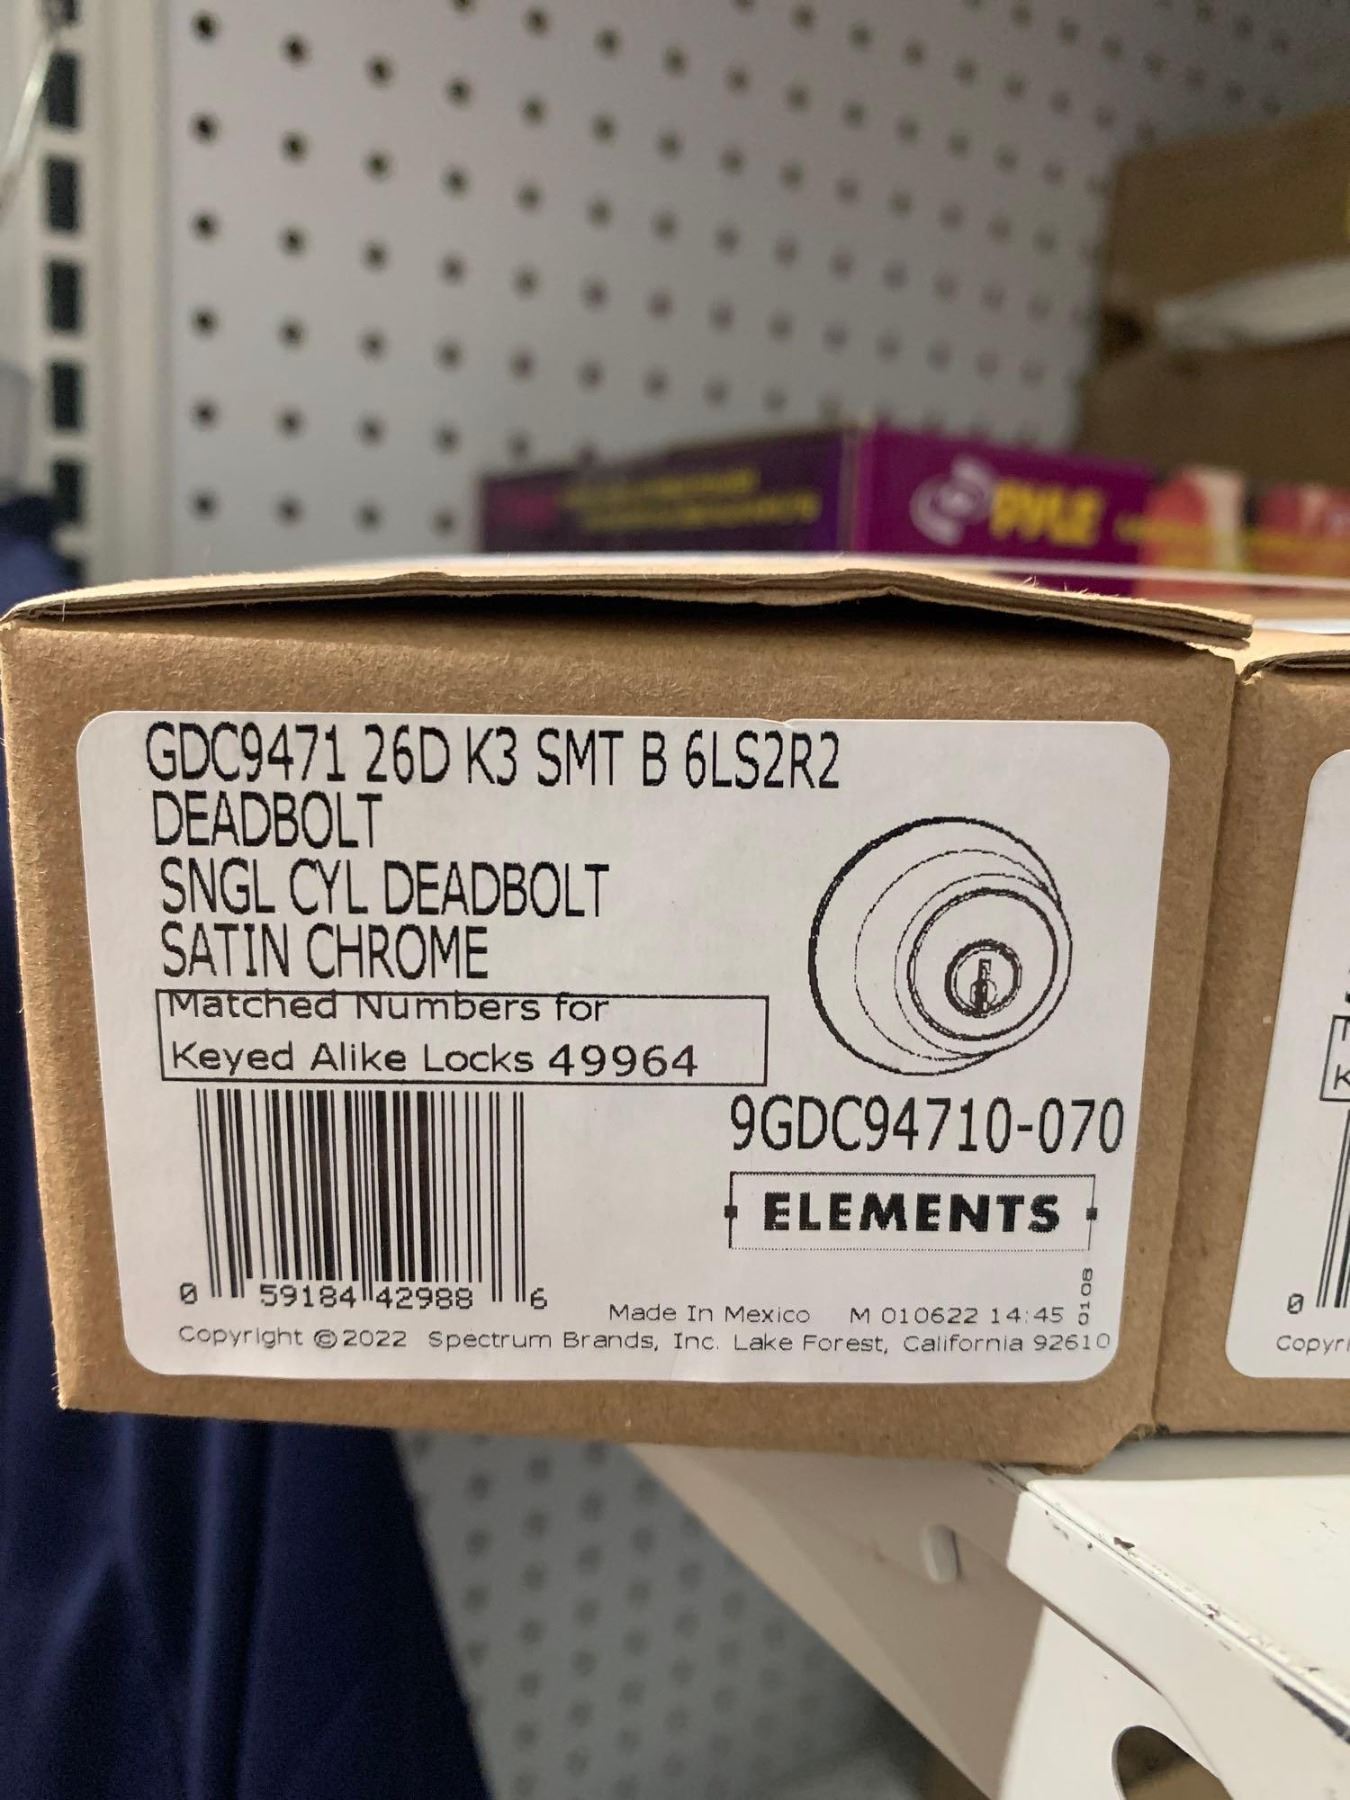 PYLE
GDC9471 26D K3 SMT B 6LS2R2
DEADBOLT
SNGL CYL DEADBOLT
SATIN CHROME
Matched Numbers for
Keyed Alike Locks 49964
9GDC94710-070
ELEMENTS
0 59184 42988 6
0108
Made In Mexico M 010622 14:45
Copyright ©2022 Spectrum Brands, Inc. Lake Forest, California 92610
K
0
Copyri